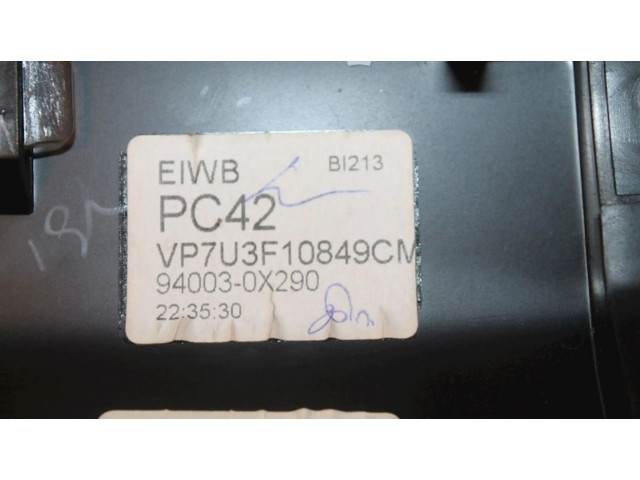 EIWB BI213
PC42
VP7U3F10849CM
94003-0X290
22:35:30